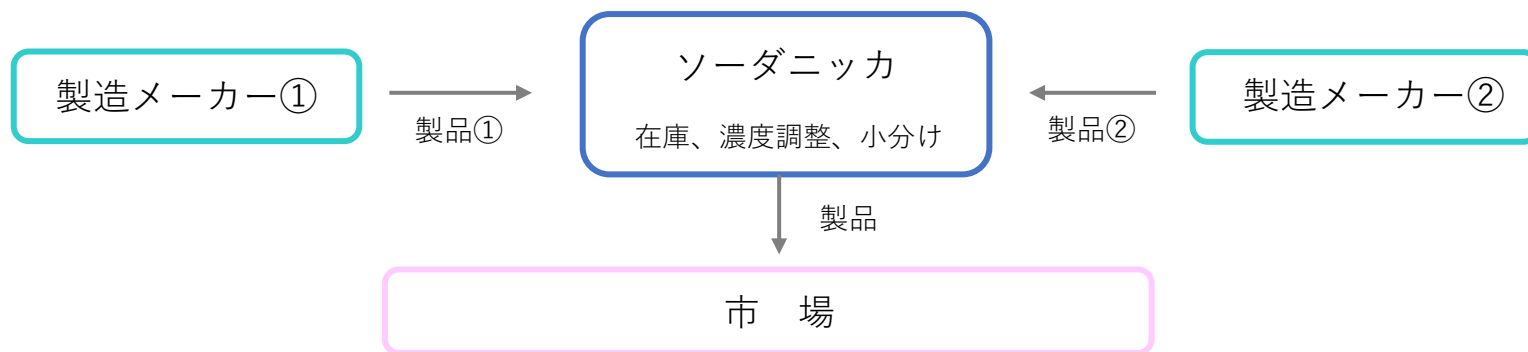 製造メーカー①
製品①
ソーダニッカ
在庫、濃度調整、小分け
製品②
製造メーカー②
製品
市　場